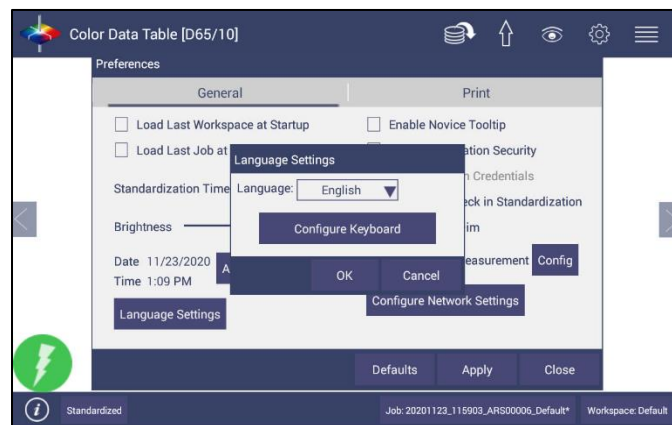 Color Data Table [D65/10]
Preferences
General
Print
Load Last Workspace at Startup
Enable Novice Tooltip
Load Last Job at
ation Security
Language Settings
Credentials
Standardization Time
Language: English
eck in Standardization
Brightness
Configure Keyboard
im
Date 11/23/2020
A
easurement Config
Time 1:09 PM
OK
Cancel
Language Settings
Configure Network Settings
Defaults
Apply
Close
Standardized
Job: 20201123_115903_ARS00006_Default*
Workspace: Default